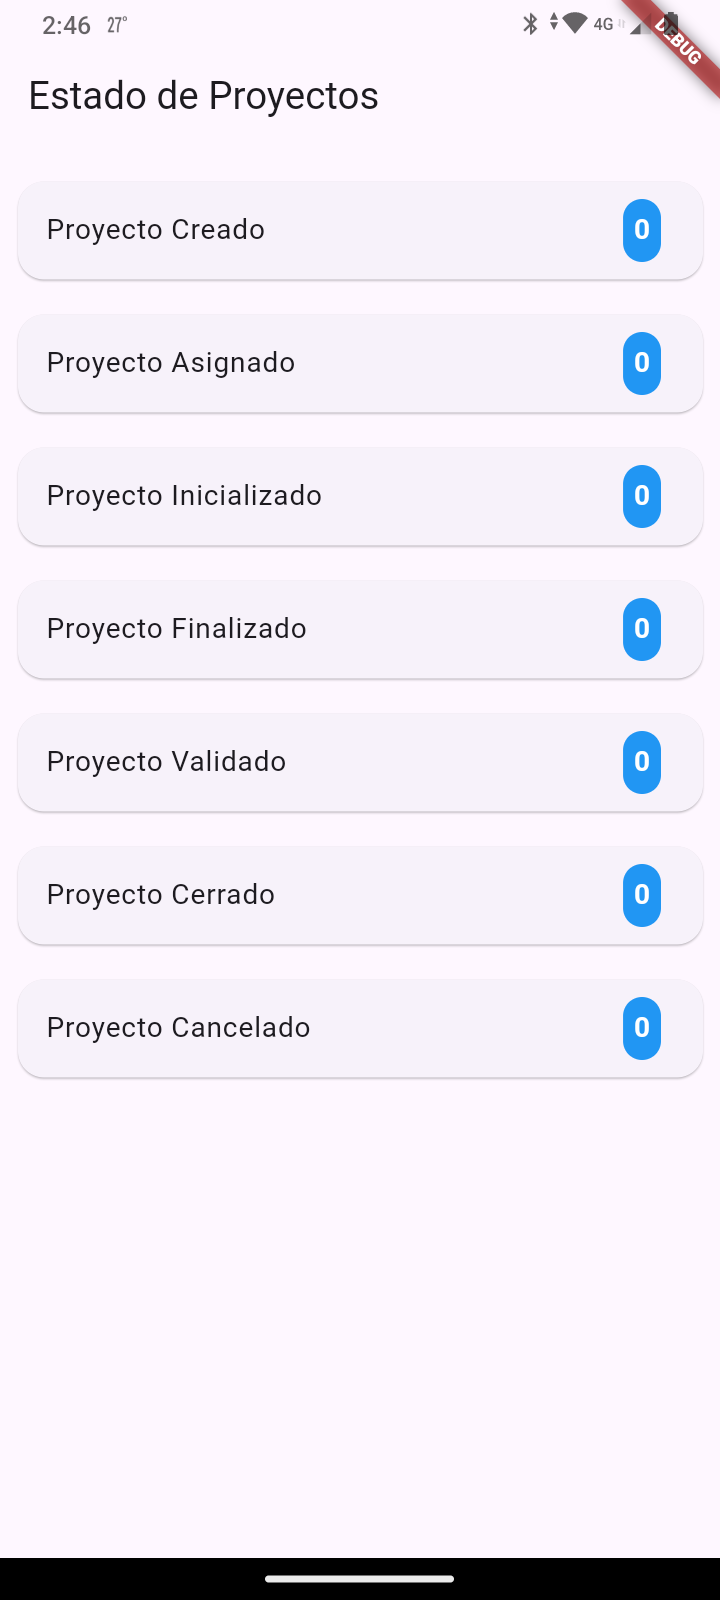 2:46 27° 4G
DEBUG
Estado de Proyectos
Proyecto Creado 0
Proyecto Asignado 0
Proyecto Inicializado 0
Proyecto Finalizado 0
Proyecto Validado 0
Proyecto Cerrado 0
Proyecto Cancelado 0